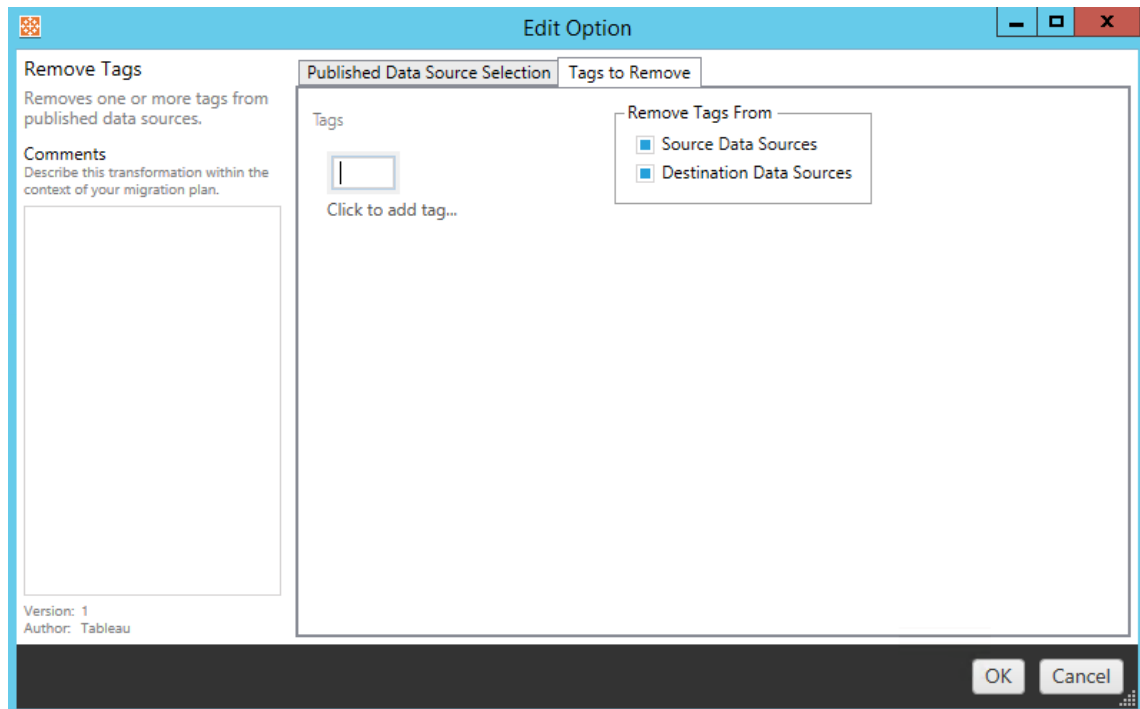 Edit Option
Remove Tags
Removes one or more tags from
published data sources.
Comments
Describe this transformation within the
context of your migration plan.
Version: 1
Author: Tableau
Published Data Source Selection
Tags to Remove
Tags
Click to add tag...
Remove Tags From
Source Data Sources
Destination Data Sources
OK
Cancel